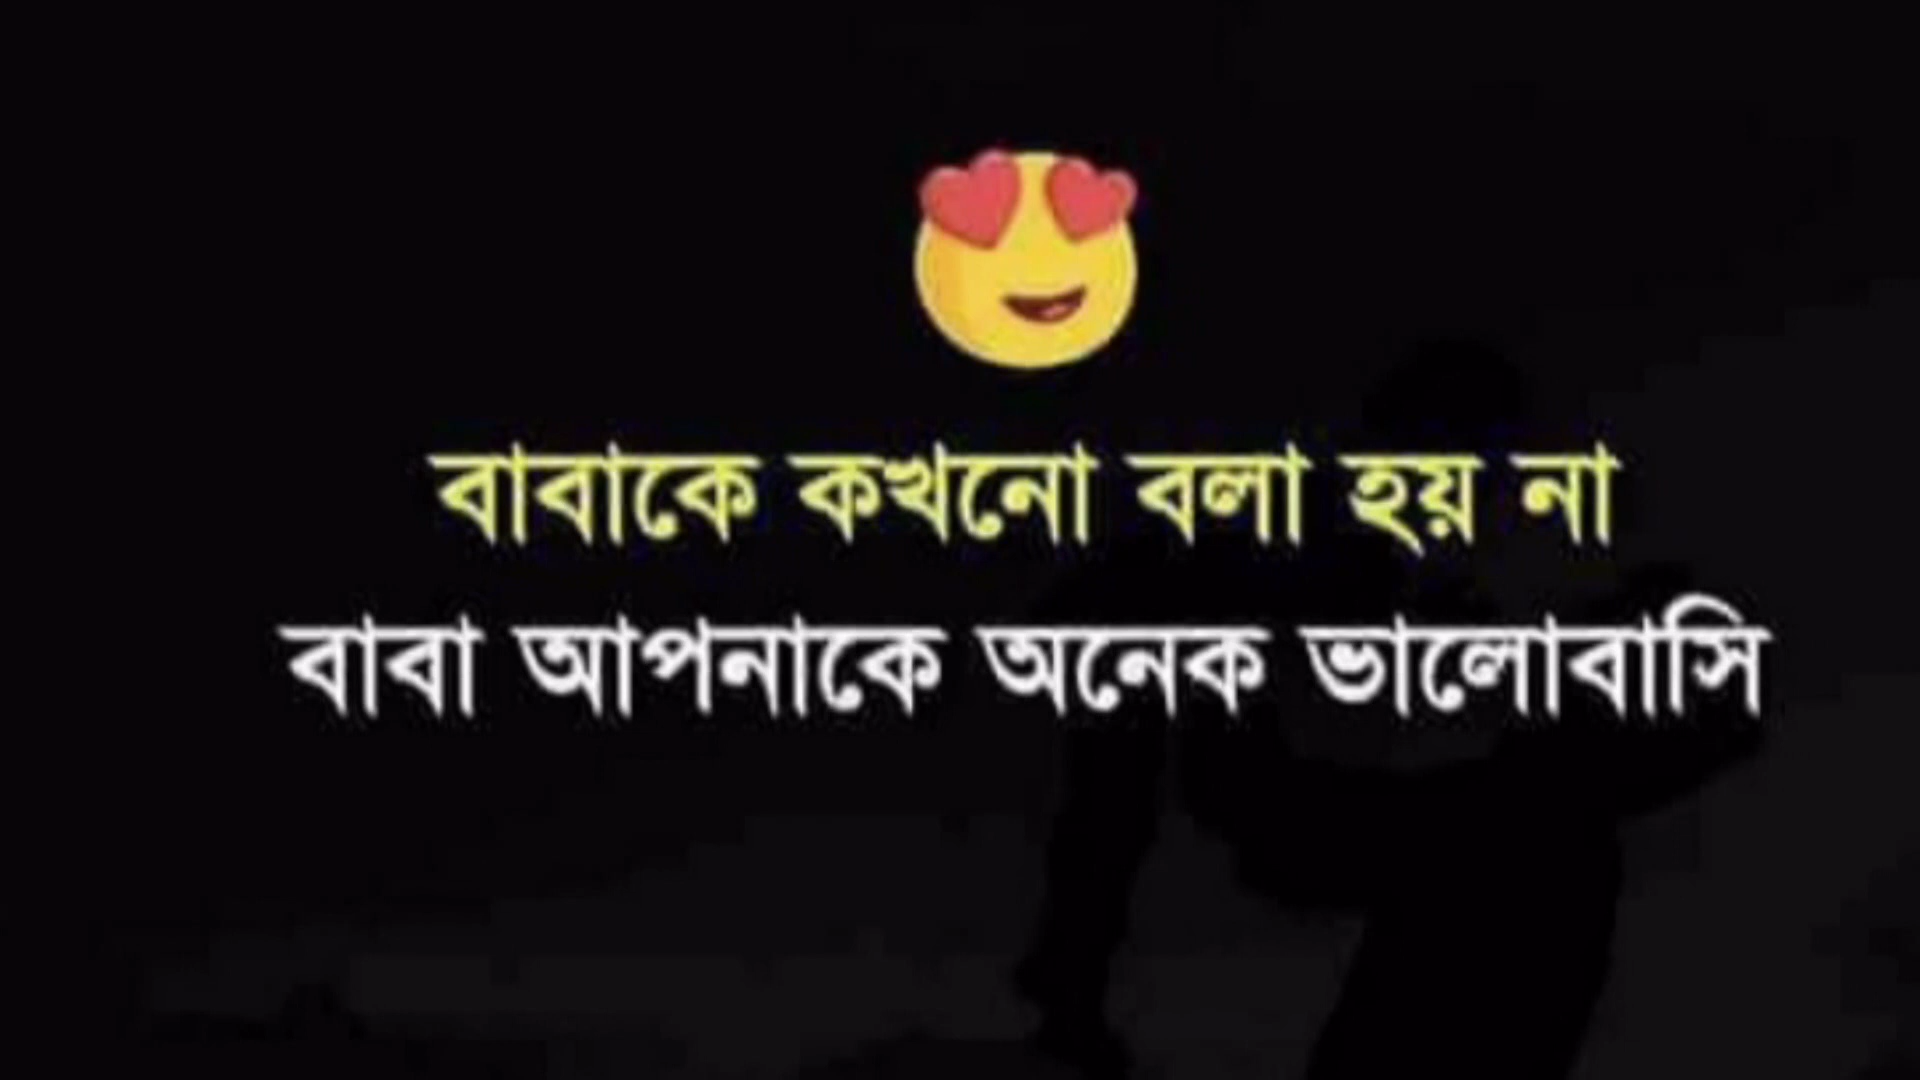 বাবাকে কখনো বলা হয় না
বাবা আপনাকে অনেক ভালোবাসি